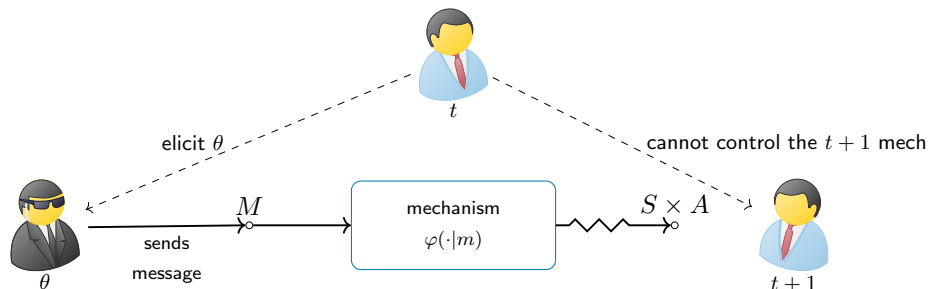 t
elicit θ
cannot control the t + 1 mech
M
S × A
mechanism
φ(·|m)
sends
message
θ
t + 1